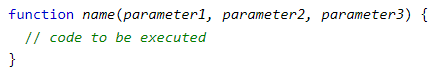 function name(parameter1, parameter2, parameter3) {
  // code to be executed
}